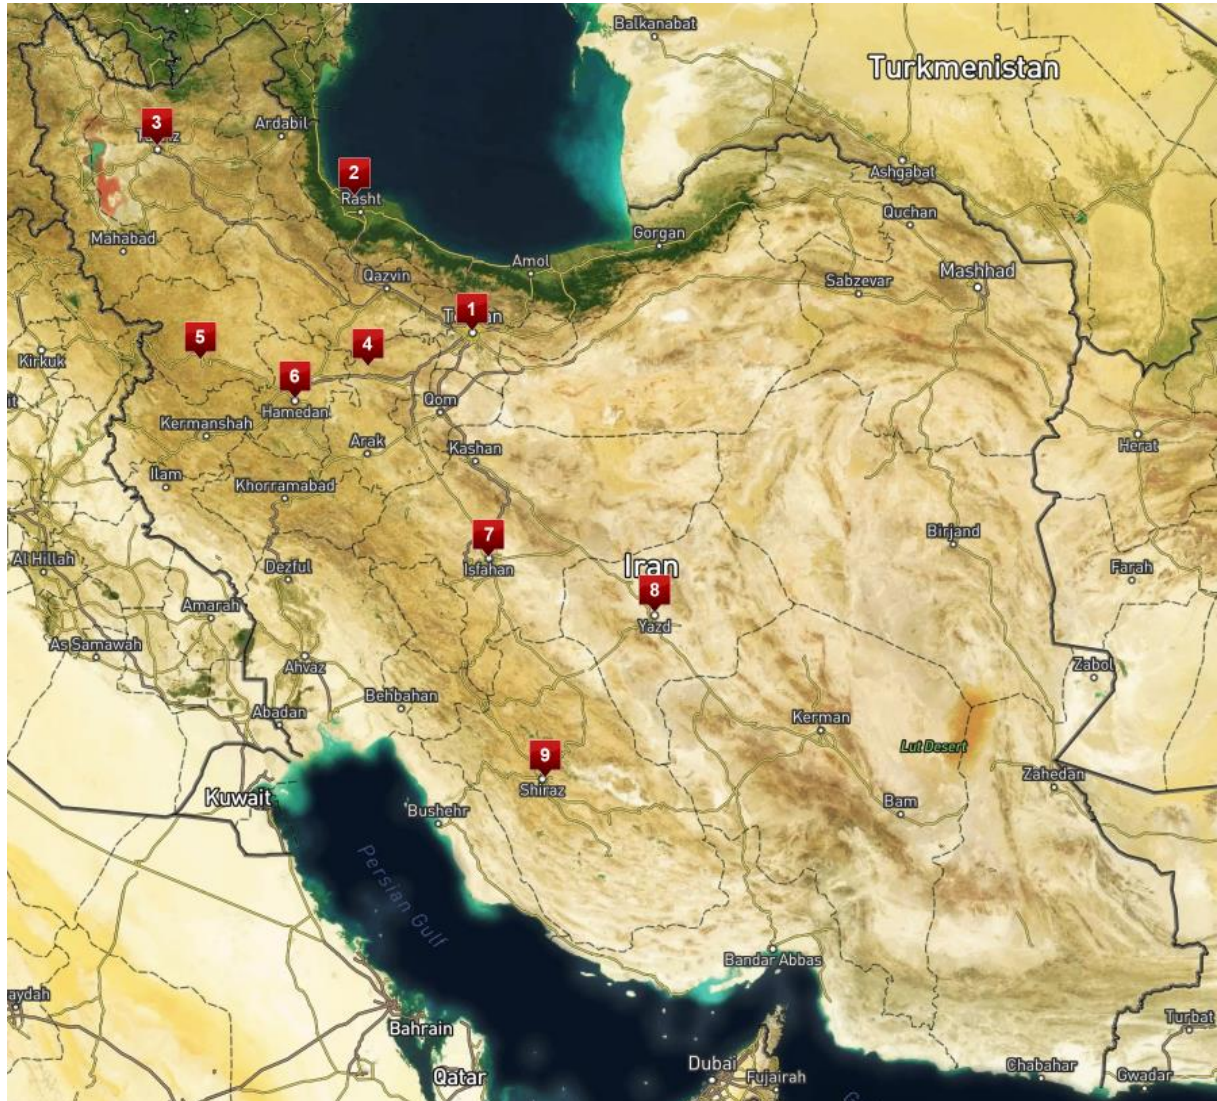 Balkanabat
Turkmenistan
3
Ardabil
Ashgabat
2
Rasht
Quchan
Mahabad
Gorgan
Amol
Qazvin
Sabzevar
Mashhad
1
5
4
Kirkuk
6
Hamedan
Qom
Kermanshah
Arak
Kashan
Herat
Ilam
Khorramabad
7
Birjand
Al Hillah
Dezful
Isfahan
Iran
Farah
8
Amarah
Yazd
As Samawah
Ahvaz
Zabol
Behbahan
Abadan
Kerman
Lut Desert
9
Zahedan
Shiraz
Kuwait
Bushehr
Bam
Persian Gulf
Bandar Abbas
aydah
Turbat
Bahrain
Dubai
Chabahar
Qatar
Fujairah
Gwadar